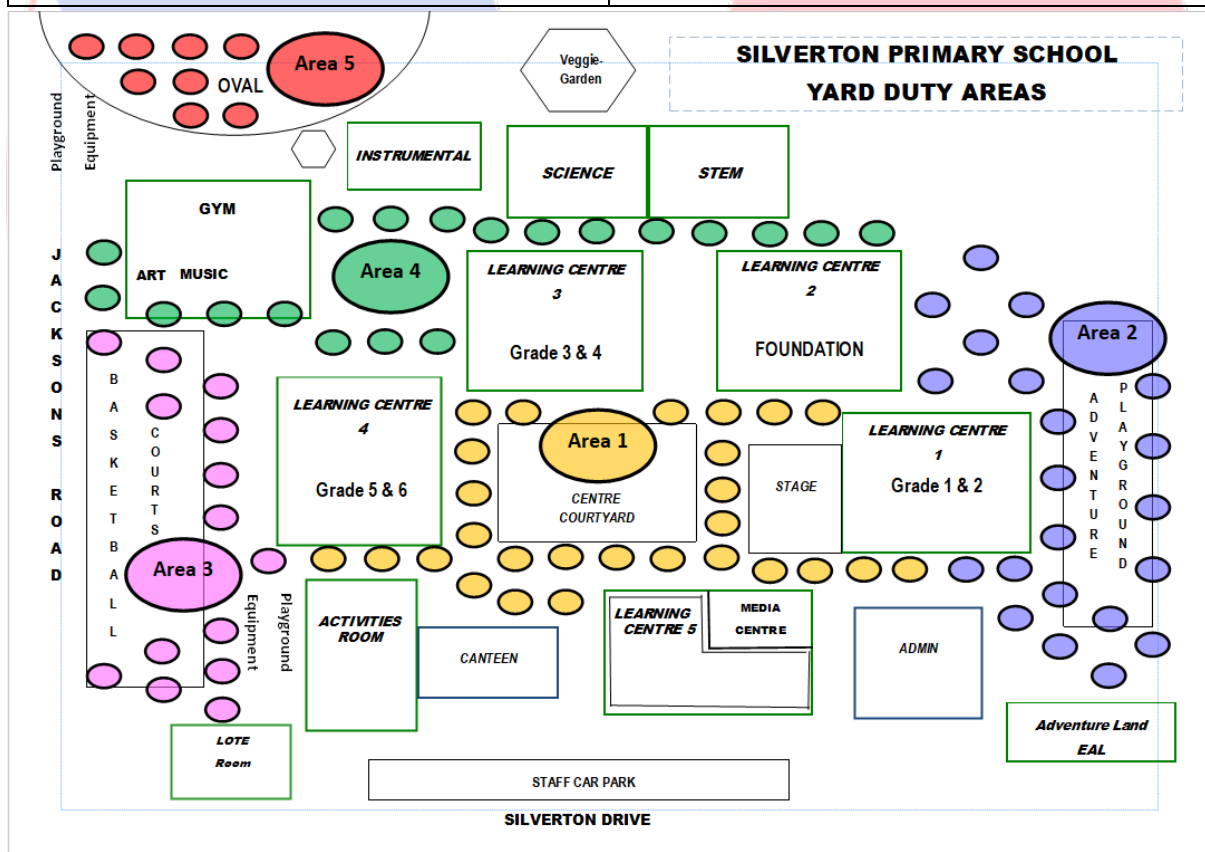 SILVERTON PRIMARY SCHOOL
YARD DUTY AREAS
Area 5
OVAL
Veggie-
Garden
Playground
Equipment
INSTRUMENTAL
SCIENCE
STEM
GYM
ART MUSIC
Area 4
LEARNING CENTRE
3
Grade 3 & 4
LEARNING CENTRE
2
FOUNDATION
Area 2
JACKSONS ROAD
BASKETBALL
COURTS
LEARNING CENTRE
4
Grade 5 & 6
Area 1
CENTRE
COURTYARD
STAGE
LEARNING CENTRE
1
Grade 1 & 2
ADVENTURE
PLAYGROUND
Area 3
Equipment
Playground
ACTIVITIES
ROOM
CANTEEN
LEARNING
CENTRE 5
MEDIA
CENTRE
ADMIN
LOTE
Room
Adventure Land
EAL
STAFF CAR PARK
SILVERTON DRIVE